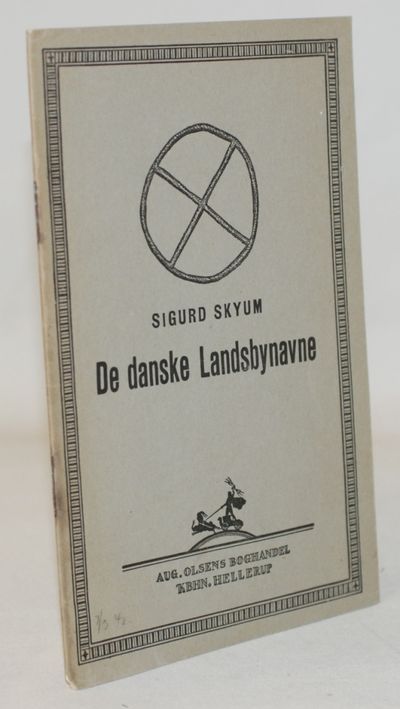 SIGURD SKYUM
De danske Landsbynavne
AUG. OLSENS BOGHANDEL
KBHN. HELLERUP